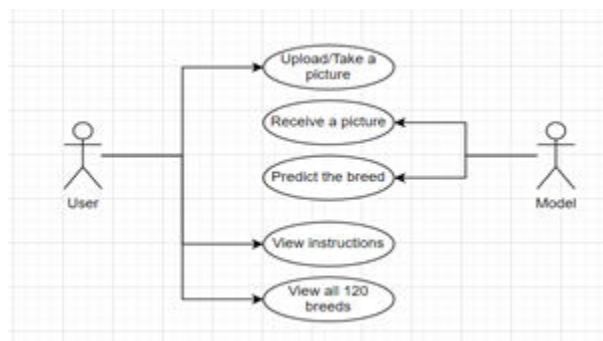 Upload/Take a
picture
Receive a picture
Predict the breed
User
Model
View instructions
View all 120
breeds